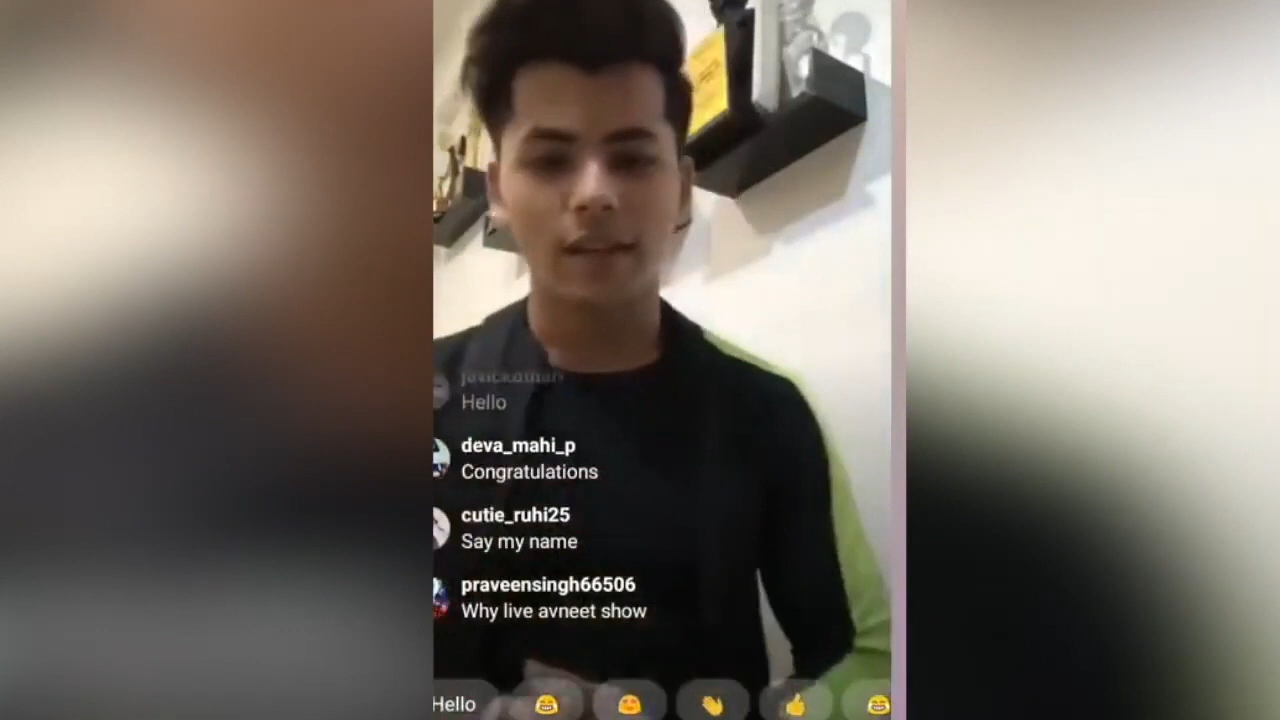 Hello
deva_mahi_p
Congratulations
cutie_ruhi25
Say my name
praveensingh66506
Why live avneet show
Hello